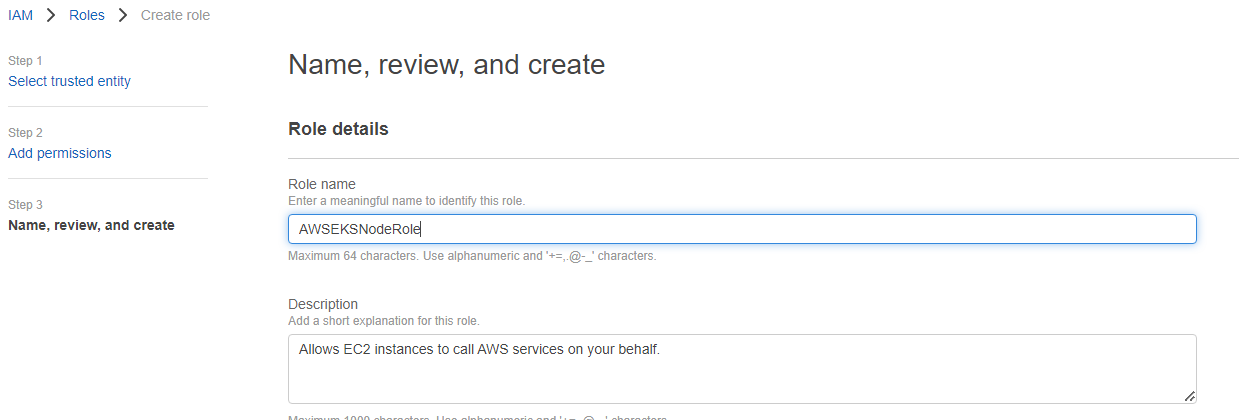 IAM > Roles > Create role
Step 1
Select trusted entity
Step 2
Add permissions
Step 3
Name, review, and create
Name, review, and create
Role details
Role name
Enter a meaningful name to identify this role.
AWSEKSNodeRole
Maximum 64 characters. Use alphanumeric and '+=,.@-_' characters.
Description
Add a short explanation for this role.
Allows EC2 instances to call AWS services on your behalf.